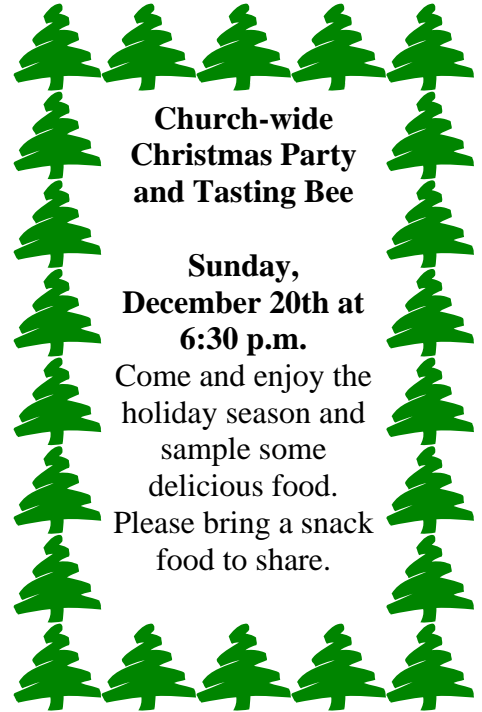 Church-wide
Christmas Party
and Tasting Bee
Sunday,
December 20th at
6:30 p.m.
Come and enjoy the
holiday season and
sample some
delicious food.
Please bring a snack
food to share.